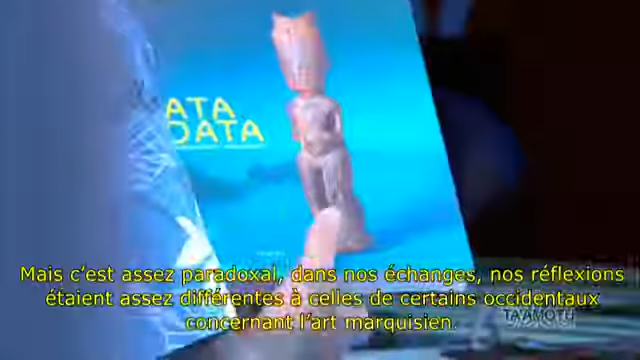 ATA
DATA
Mais c’est assez paradoxal, dans nos échanges, nos réflexions
étaient assez différentes à celles de certains occidentaux
concernant l’art marquisien.
TA'AMOTU